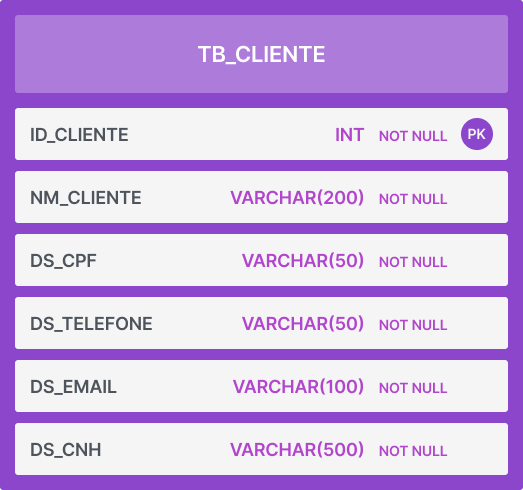 TB_CLIENTE
ID_CLIENTE INT NOT NULL PK
NM_CLIENTE VARCHAR(200) NOT NULL
DS_CPF VARCHAR(50) NOT NULL
DS_TELEFONE VARCHAR(50) NOT NULL
DS_EMAIL VARCHAR(100) NOT NULL
DS_CNH VARCHAR(500) NOT NULL